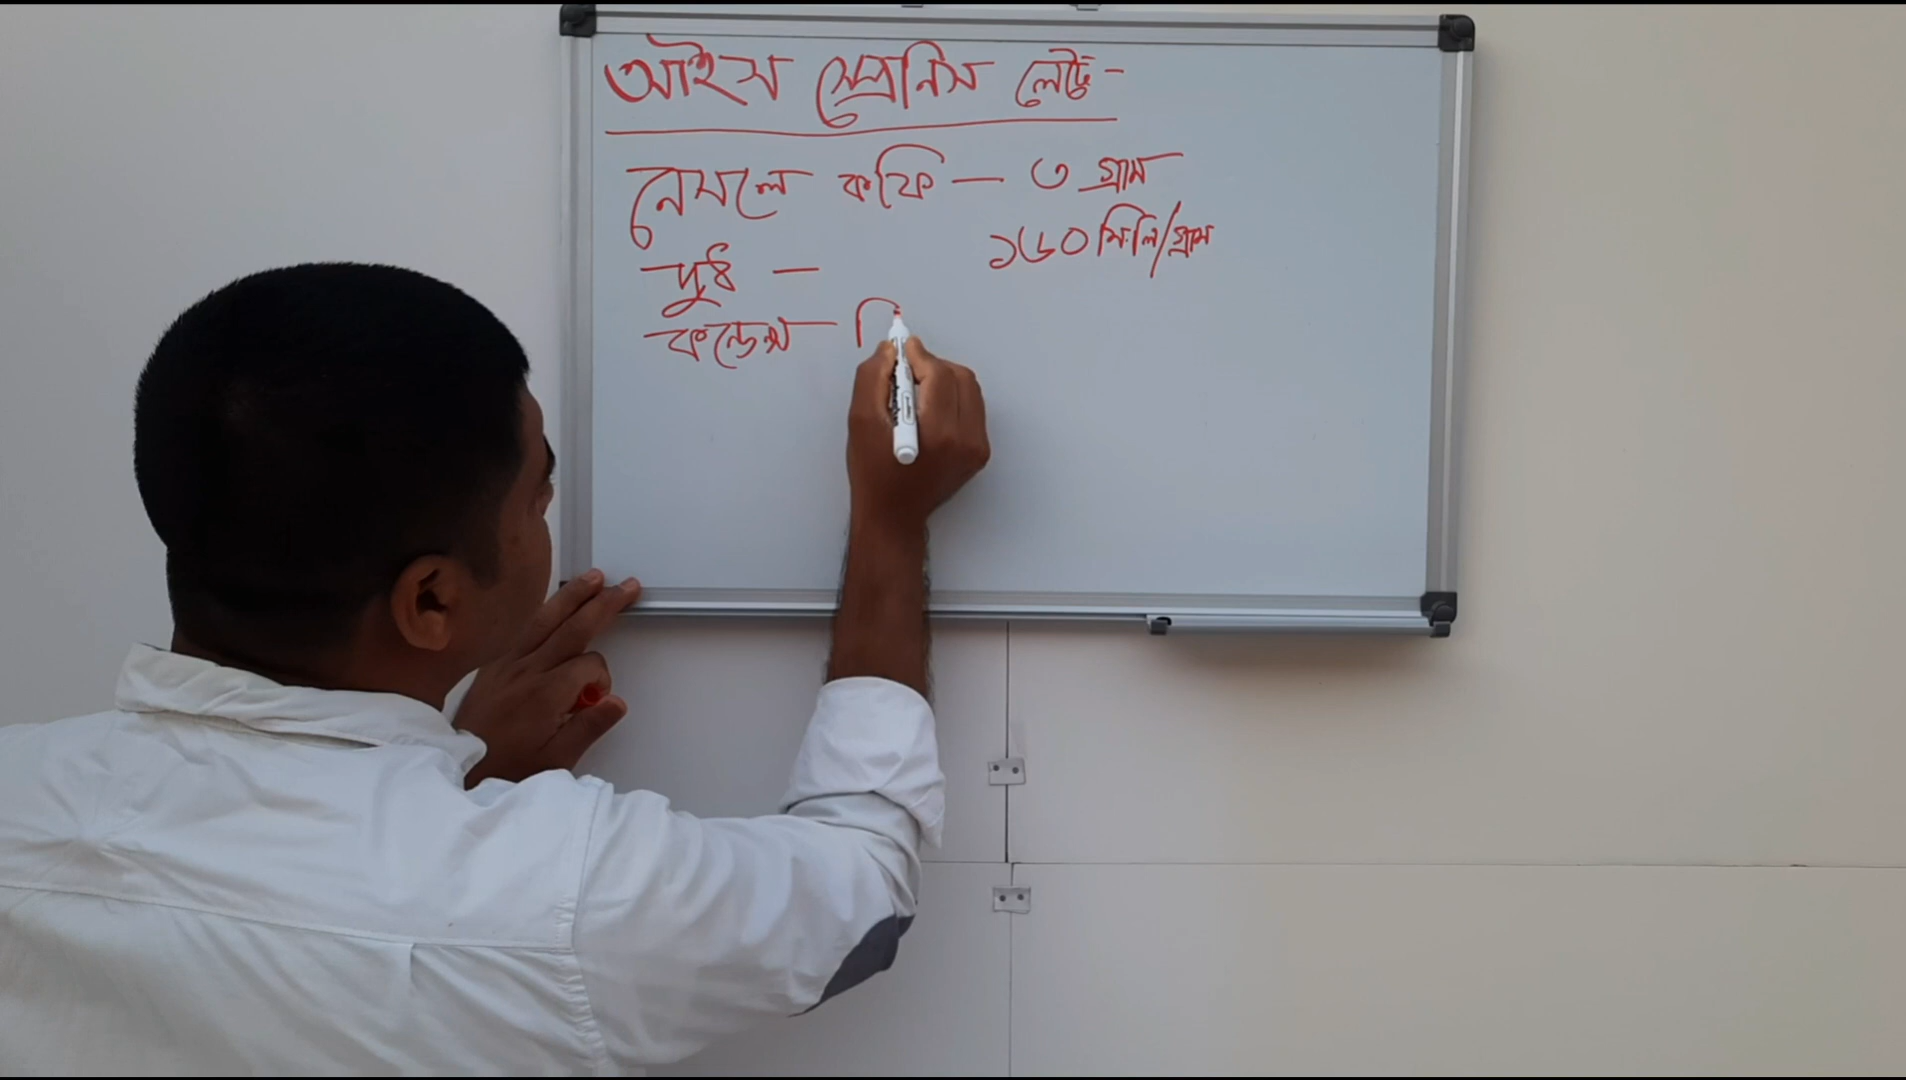 আইস স্প্রেনিস লেটে -
নেসলে কফি — ৩ গ্রাম
দুধ — ১৬০ মিলি/গ্রাম
কন্ডেন্স